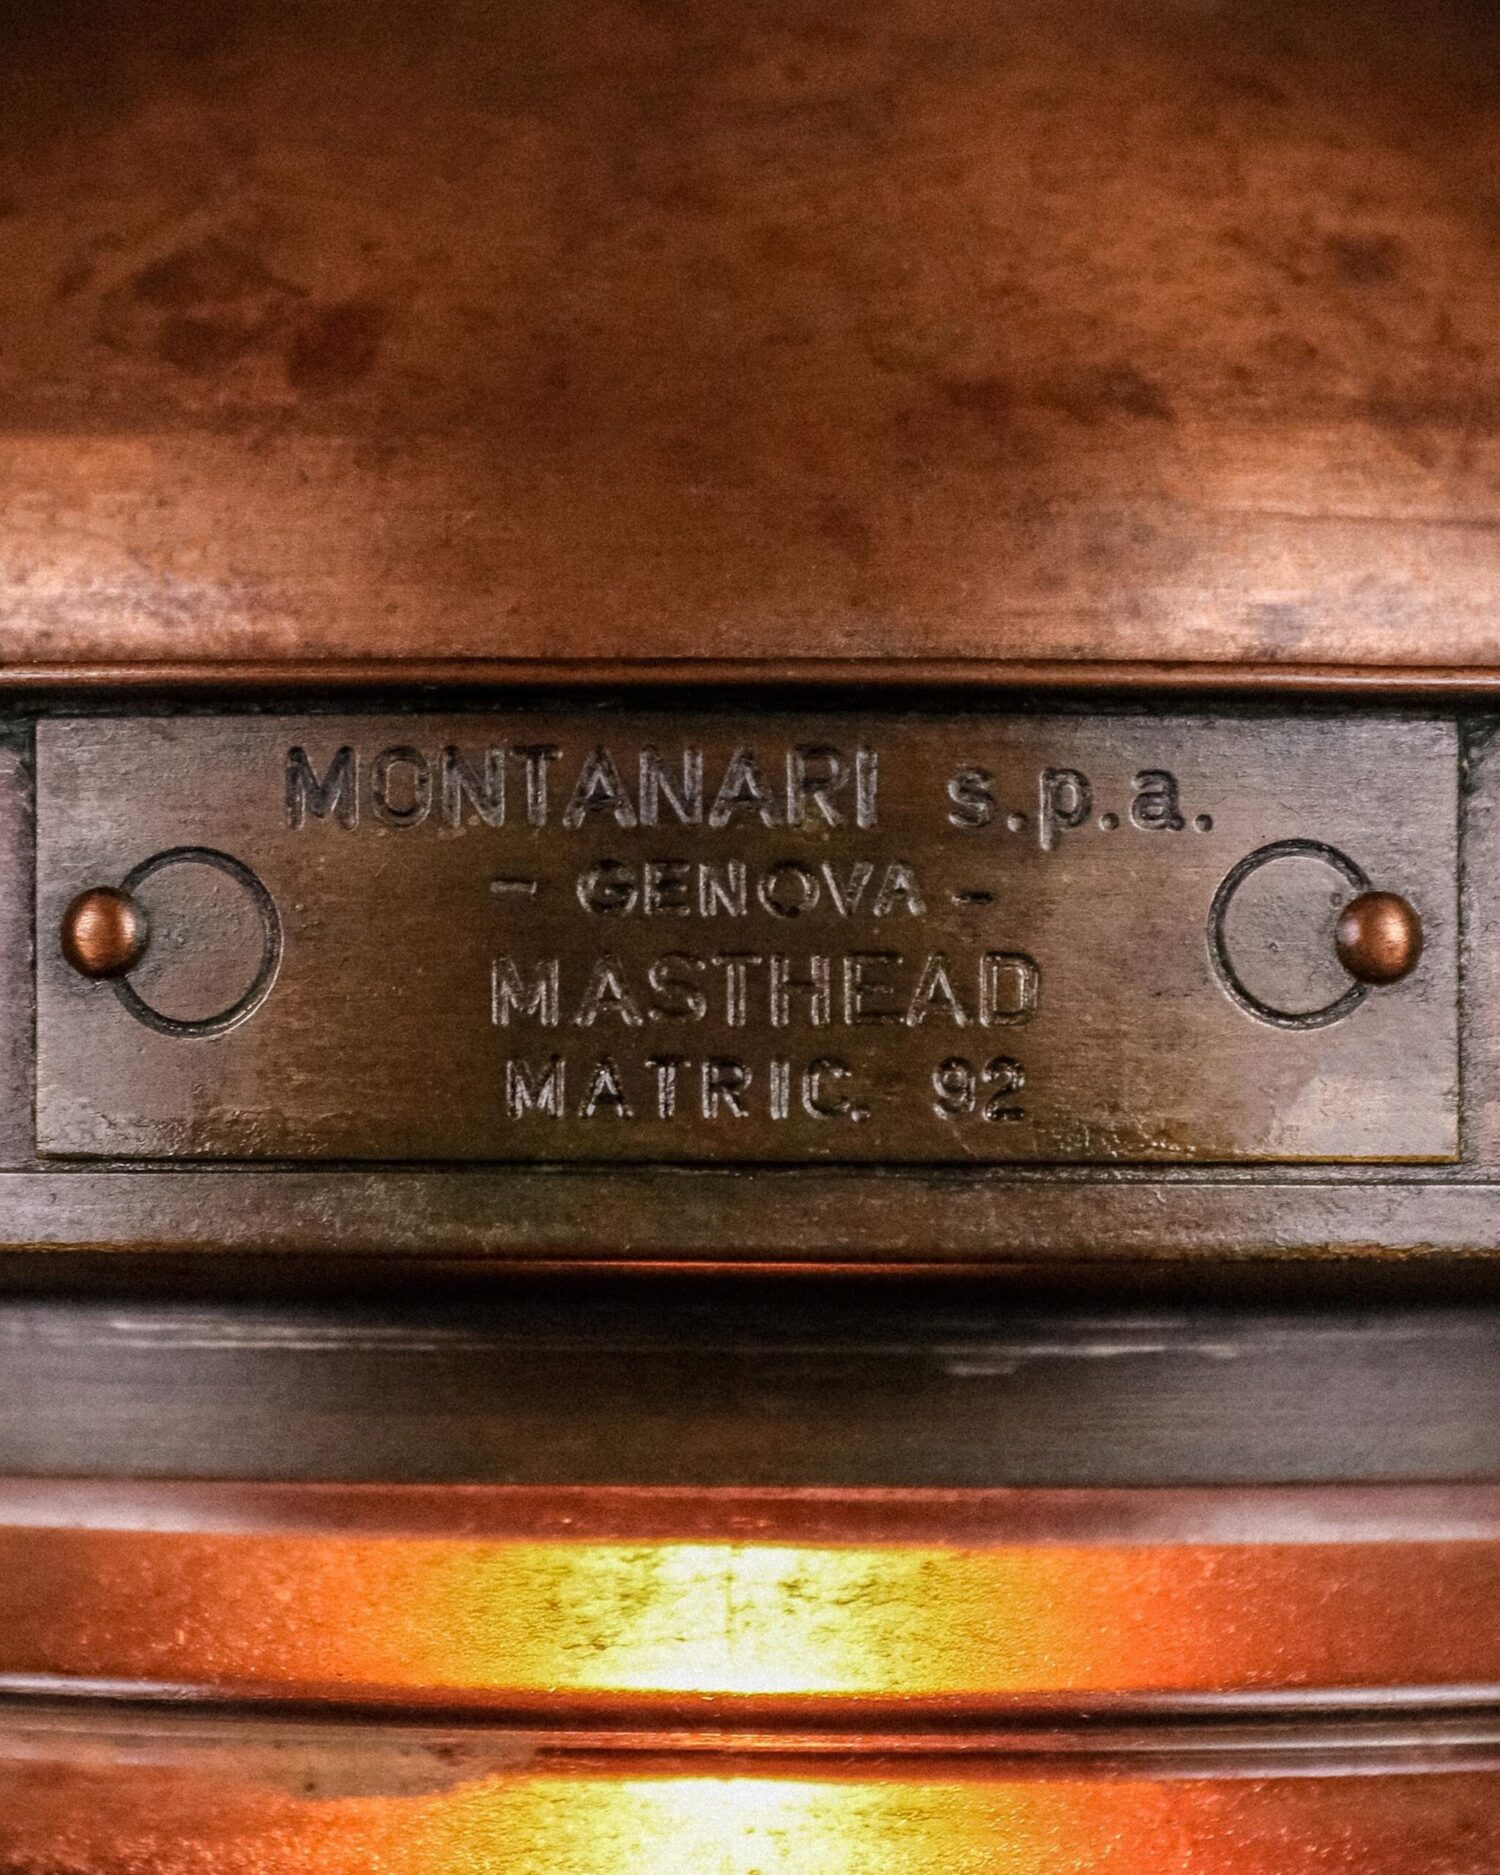 MONTANARI s.p.a.
- GENOVA -
MASTHEAD
MATRIC. 92